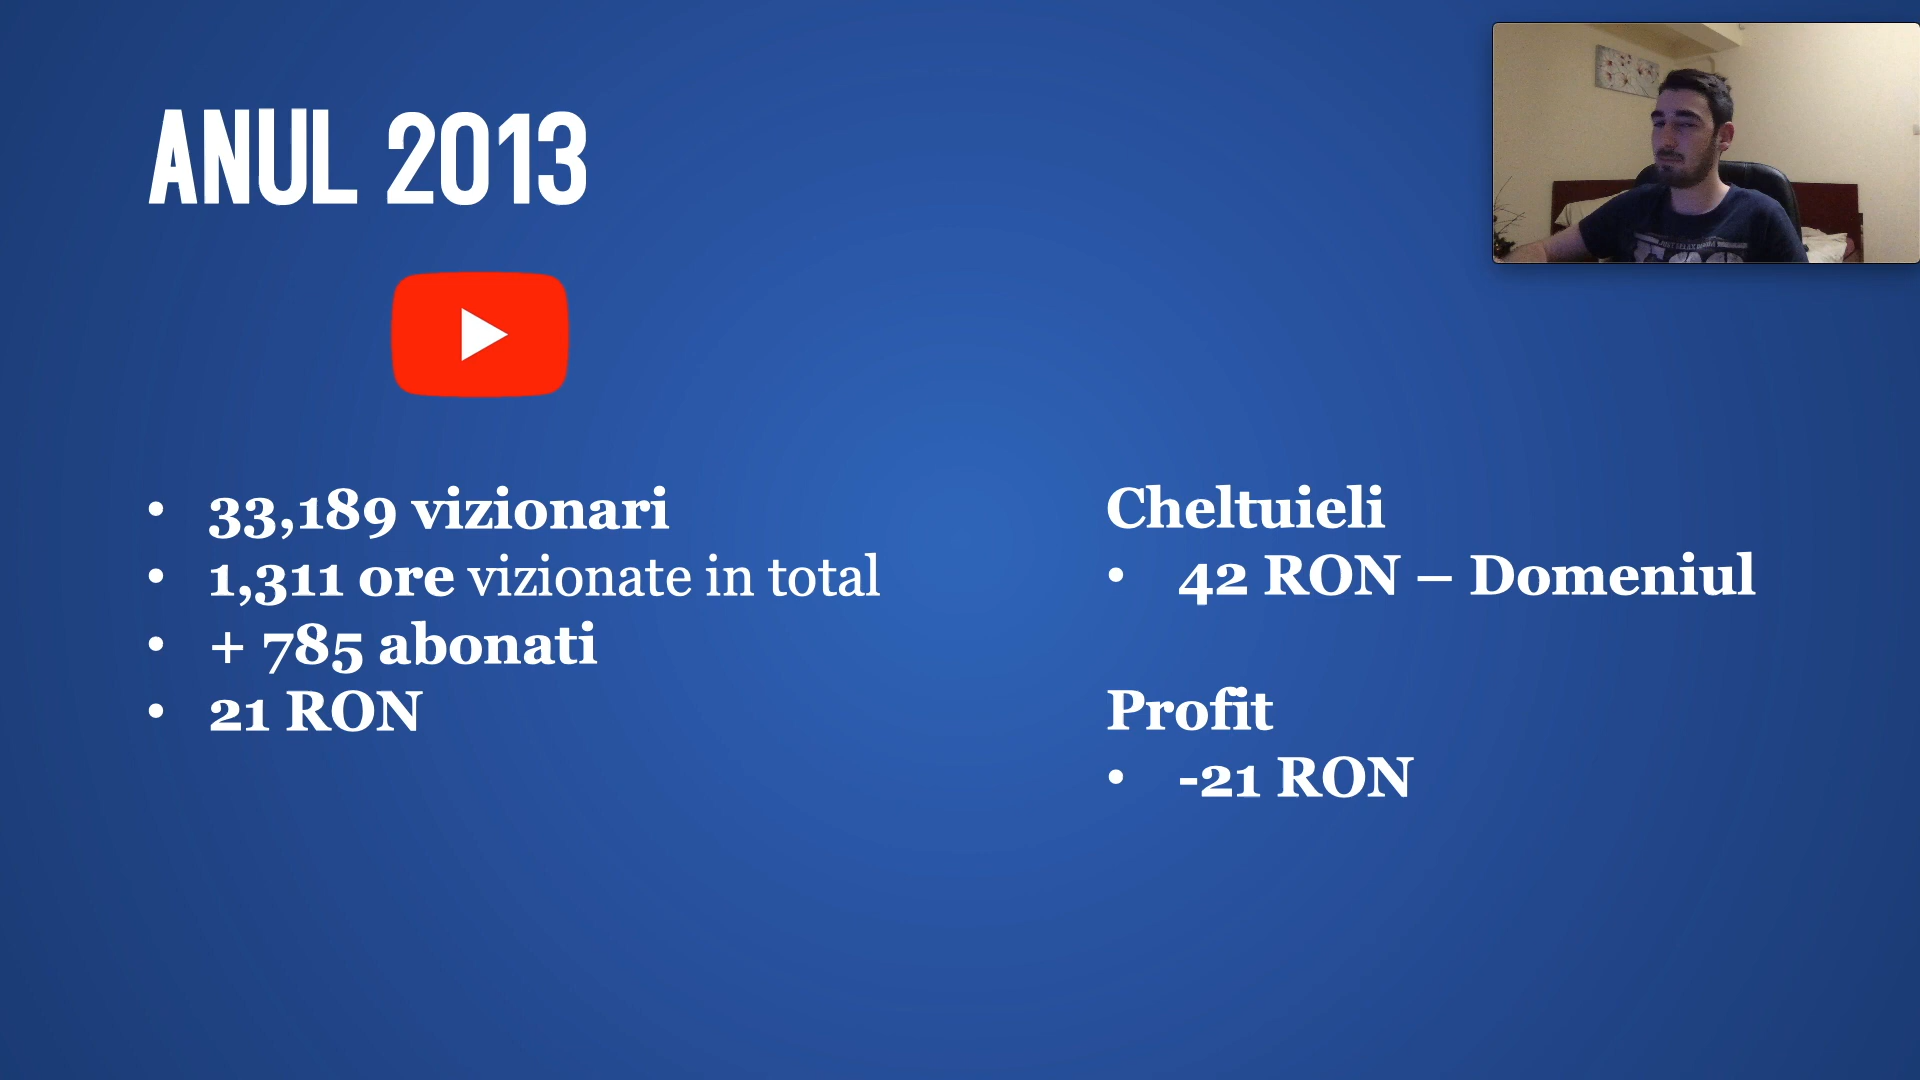 ANUL 2013
• 33,189 vizionari
• 1,311 ore vizionate in total
• + 785 abonati
• 21 RON
Cheltuieli
• 42 RON – Domeniul
Profit
• -21 RON